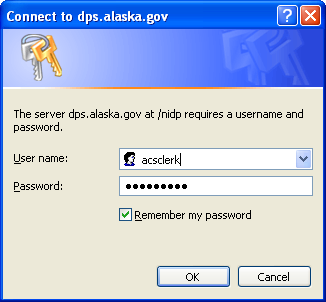 Connect to dps.alaska.gov
The server dps.alaska.gov at /nidp requires a username and
password.
User name:
acsclerk
Password:
●●●●●●●●●
Remember my password
OK
Cancel